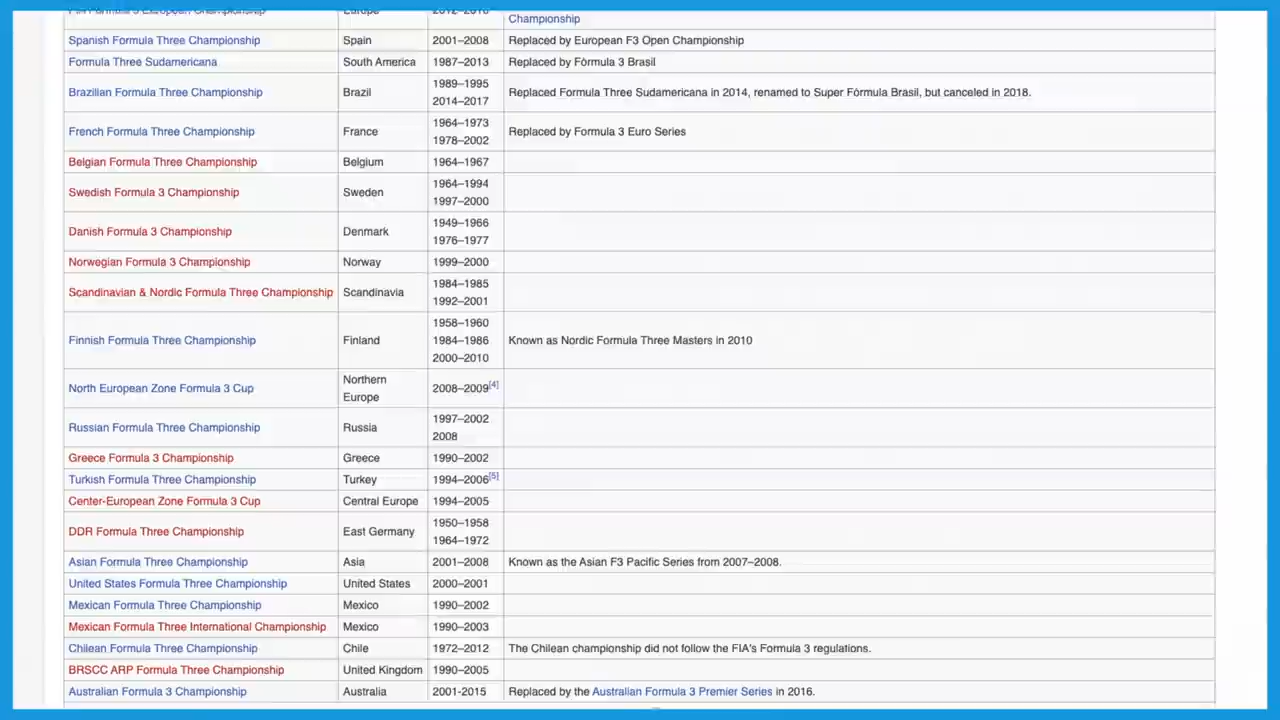 Championship
Spanish Formula Three Championship Spain 2001–2008 Replaced by European F3 Open Championship
Formula Three Sudamericana South America 1987–2013 Replaced by Fórmula 3 Brasil
Brazilian Formula Three Championship Brazil 1989–1995
2014–2017 Replaced Formula Three Sudamericana in 2014, renamed to Super Fórmula Brasil, but canceled in 2018.
French Formula Three Championship France 1964–1973
1978–2002 Replaced by Formula 3 Euro Series
Belgian Formula Three Championship Belgium 1964–1967
Swedish Formula 3 Championship Sweden 1964–1994
1997–2000
Danish Formula 3 Championship Denmark 1949–1966
1976–1977
Norwegian Formula 3 Championship Norway 1999–2000
Scandinavian & Nordic Formula Three Championship Scandinavia 1984–1985
1992–2001
Finnish Formula Three Championship Finland 1958–1960
1984–1986
2000–2010 Known as Nordic Formula Three Masters in 2010
North European Zone Formula 3 Cup Northern
Europe 2008–2009[4]
Russian Formula Three Championship Russia 1997–2002
2008
Greece Formula 3 Championship Greece 1990–2002
Turkish Formula Three Championship Turkey 1994–2006[5]
Center-European Zone Formula 3 Cup Central Europe 1994–2005
DDR Formula Three Championship East Germany 1950–1958
1964–1972
Asian Formula Three Championship Asia 2001–2008 Known as the Asian F3 Pacific Series from 2007–2008.
United States Formula Three Championship United States 2000–2001
Mexican Formula Three Championship Mexico 1990–2002
Mexican Formula Three International Championship Mexico 1990–2003
Chilean Formula Three Championship Chile 1972–2012 The Chilean championship did not follow the FIA's Formula 3 regulations.
BRSCC ARP Formula Three Championship United Kingdom 1990–2005
Australian Formula 3 Championship Australia 2001-2015 Replaced by the Australian Formula 3 Premier Series in 2016.